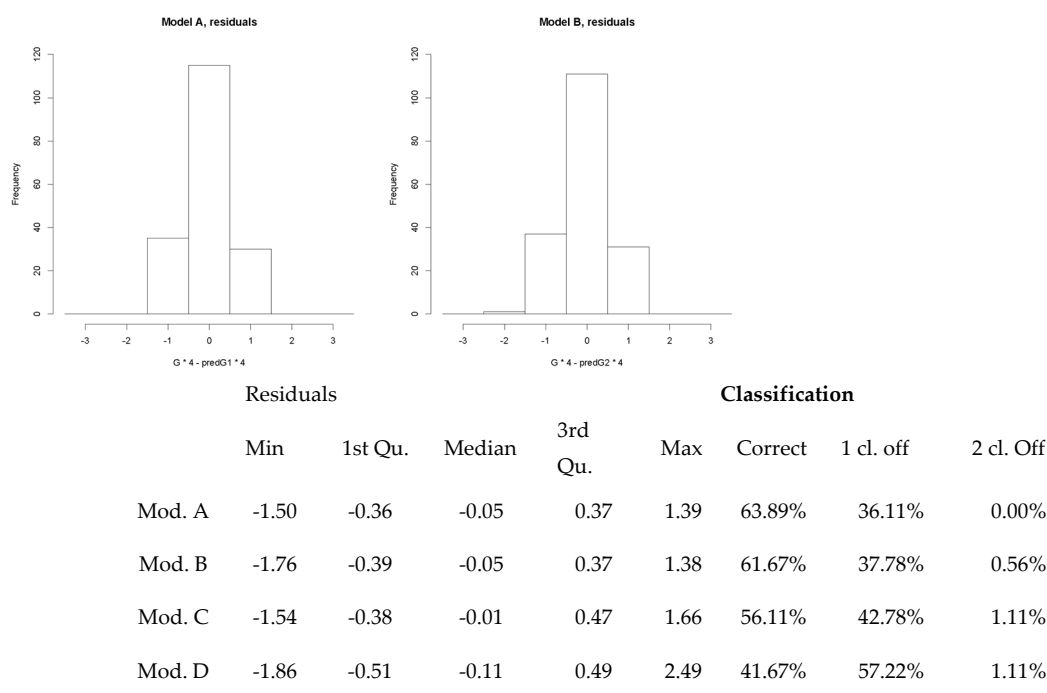 Model A, residuals
Frequency
0 20 40 60 80 100 120
-3 -2 -1 0 1 2 3
G * 4 - predG1 * 4
Model B, residuals
Frequency
0 20 40 60 80 100 120
-3 -2 -1 0 1 2 3
G * 4 - predG2 * 4
Residuals Classification
Min 1st Qu. Median 3rd Qu. Max Correct 1 cl. off 2 cl. Off
Mod. A -1.50 -0.36 -0.05 0.37 1.39 63.89% 36.11% 0.00%
Mod. B -1.76 -0.39 -0.05 0.37 1.38 61.67% 37.78% 0.56%
Mod. C -1.54 -0.38 -0.01 0.47 1.66 56.11% 42.78% 1.11%
Mod. D -1.86 -0.51 -0.11 0.49 2.49 41.67% 57.22% 1.11%